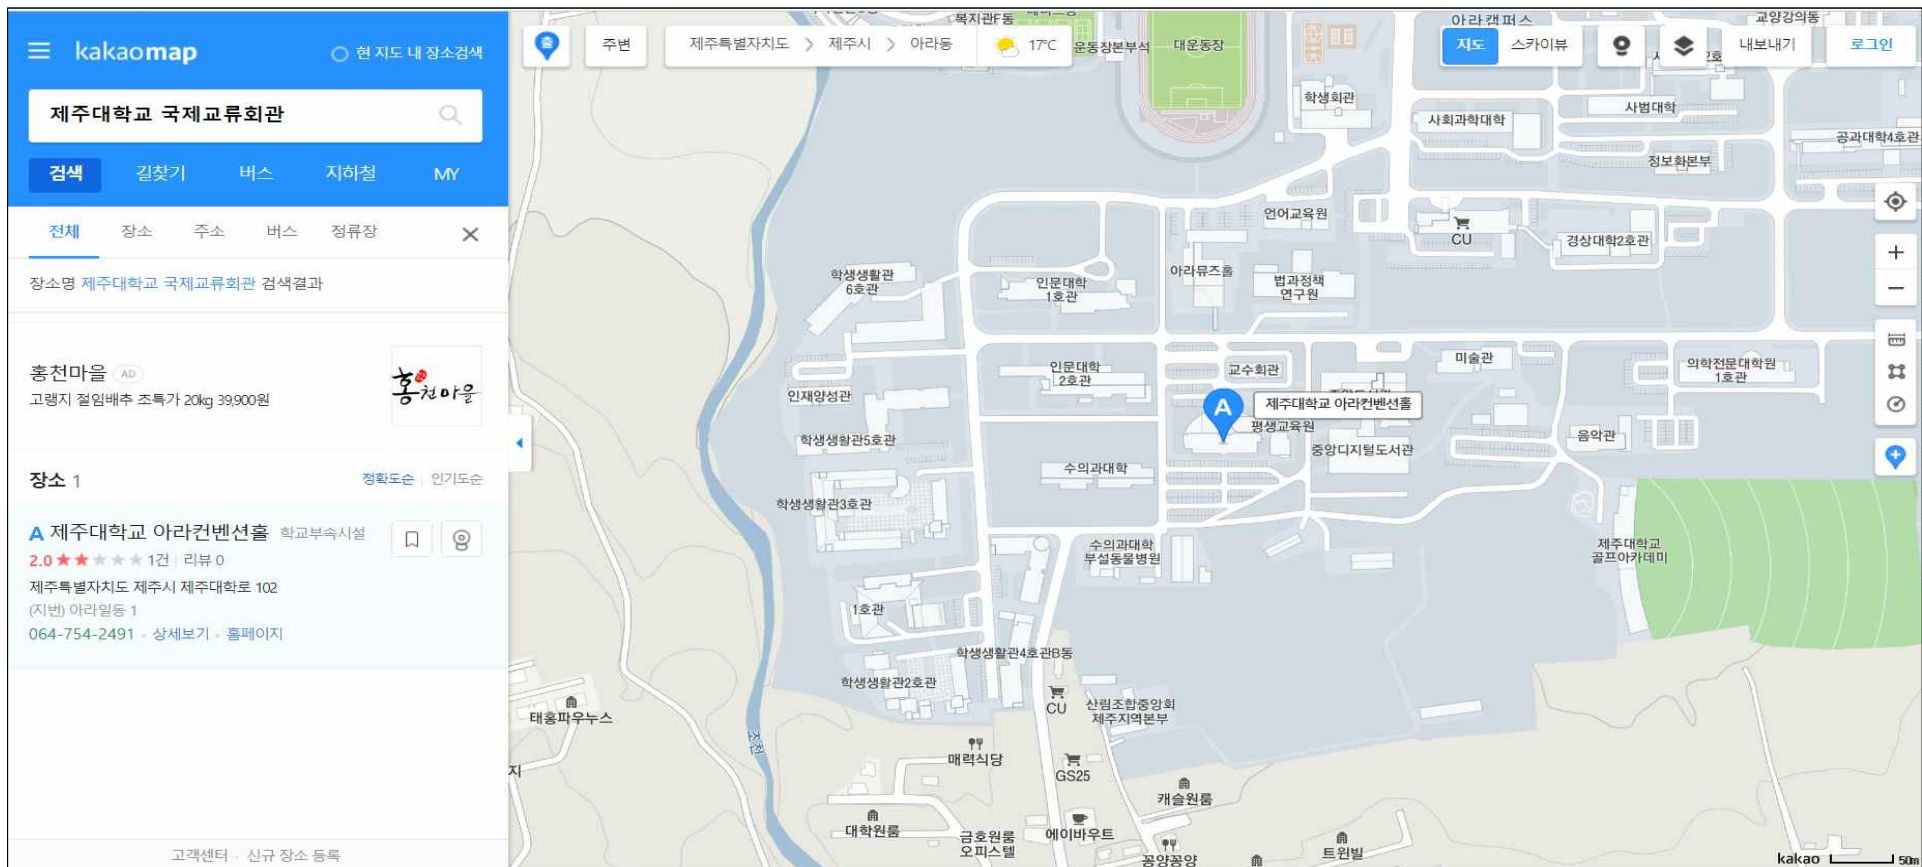 kakaomap
현 지도 내 장소검색
제주대학교 국제교류회관
검색 길찾기 버스 지하철 MY
전체 장소 주소 버스 정류장
장소명 제주대학교 국제교류회관 검색결과
홍천마을 AD
고랭지 절임배추 초특가 20kg 39,900원
홍천마을
장소 1
정확도순 인기도순
A 제주대학교 아라컨벤션홀 학교부속시설
2.0 1건 리뷰 0
제주특별자치도 제주시 제주대학로 102
(지번) 아라일동 1
064-754-2491 · 상세보기 · 홈페이지
고객센터 · 신규 장소 등록
출
주변
제주특별자치도 > 제주시 > 아라동
17℃
복지관F동
운동장본부석
대운동장
아라캠퍼스
교양강의동
지도 스카이뷰
내보내기
로그인
학생회관
사회과학대학
사범대학
공과대학4호관
정보화본부
언어교육원
CU
경상대학2호관
학생생활관
6호관
인문대학
1호관
아라뮤즈홀
법과정책
연구원
인문대학
2호관
교수회관
미술관
의학전문대학원
1호관
인재양성관
A
제주대학교 아라컨벤션홀
평생교육원
학생생활관5호관
중앙디지털도서관
음악관
수의과대학
학생생활관3호관
수의과대학
부설동물병원
제주대학교
골프아카데미
1호관
학생생활관4호관B동
학생생활관2호관
CU
산림조합중앙회
제주지역본부
태홍파우누스
조천
매력식당
GS25
지
캐슬원룸
대학원룸
금호원룸
오피스텔
에이바우트
꽁양꽁양
트윈빌
kakao
50m